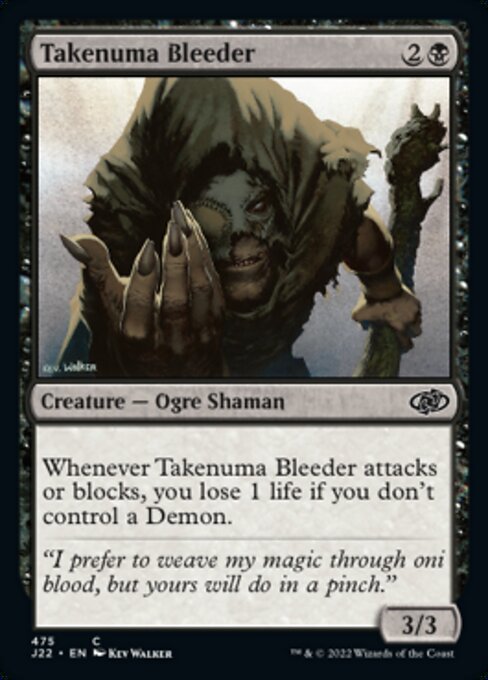 Takenuma Bleeder 2
KEV. WALKER
Creature — Ogre Shaman
Whenever Takenuma Bleeder attacks
or blocks, you lose 1 life if you don't
control a Demon.
"I prefer to weave my magic through oni
blood, but yours will do in a pinch."
3/3
475 C
J22 • EN KEV WALKER
™ & © 2022 Wizards of the Coast